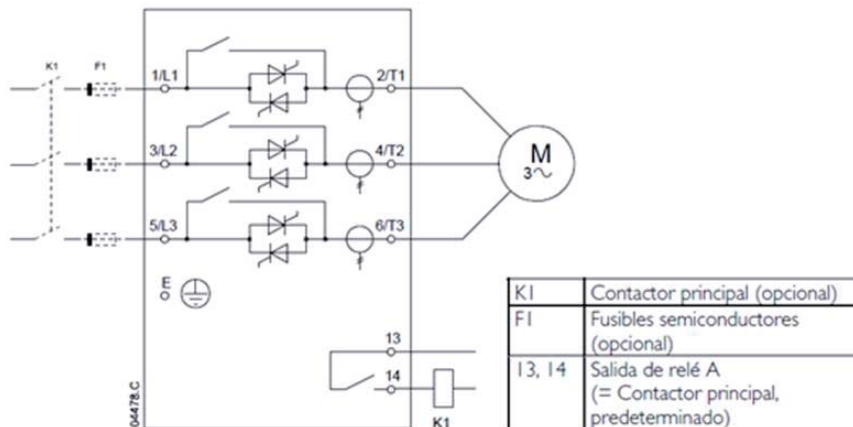 K1 F1
1/L1 2/T1
3/L2 4/T2
M
3~
5/L3 6/T3
E
13
14
K1
04478.C
K1 Contactor principal (opcional)
F1 Fusibles semiconductores
(opcional)
13, 14 Salida de relé A
(= Contactor principal,
predeterminado)